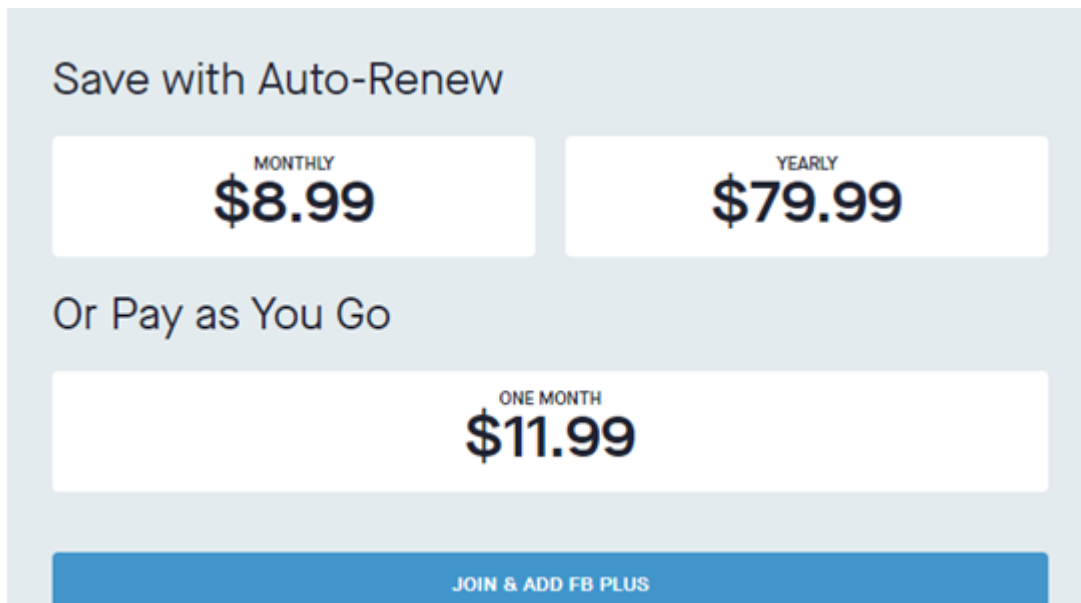 Save with Auto-Renew
MONTHLY
$8.99
YEARLY
$79.99
Or Pay as You Go
ONE MONTH
$11.99
JOIN & ADD FB PLUS